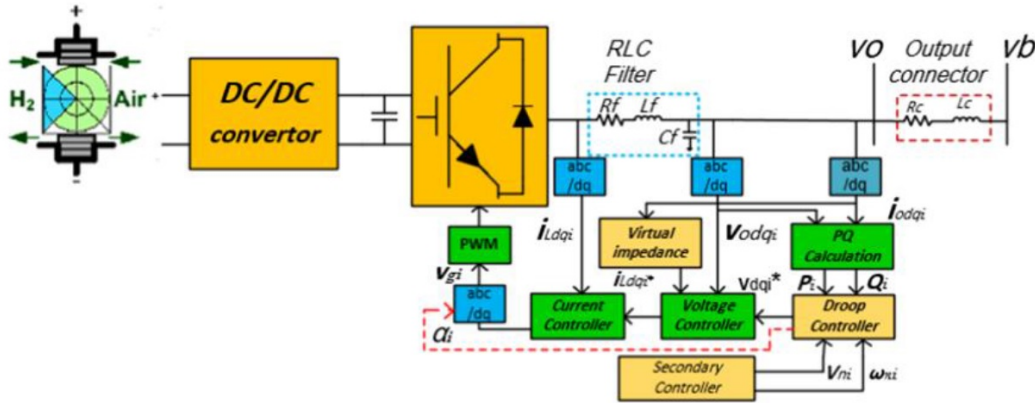 +
H2
Air
+
-
-
DC/DC
convertor
RLC
Filter
Rf
Lf
Cf
vo
Output
connector
vb
Rc
Lc
abc
/dq
abc
/dq
abc
/dq
iLdqi
Vodqi
iodqi
PWM
vgi
Virtual
impedance
PQ
Calculation
iLdqi*
vdqi*
Pi
Qi
abc
/dq
αi
Current
Controller
Voltage
Controller
Droop
Controller
Secondary
Controller
Vni
ωni